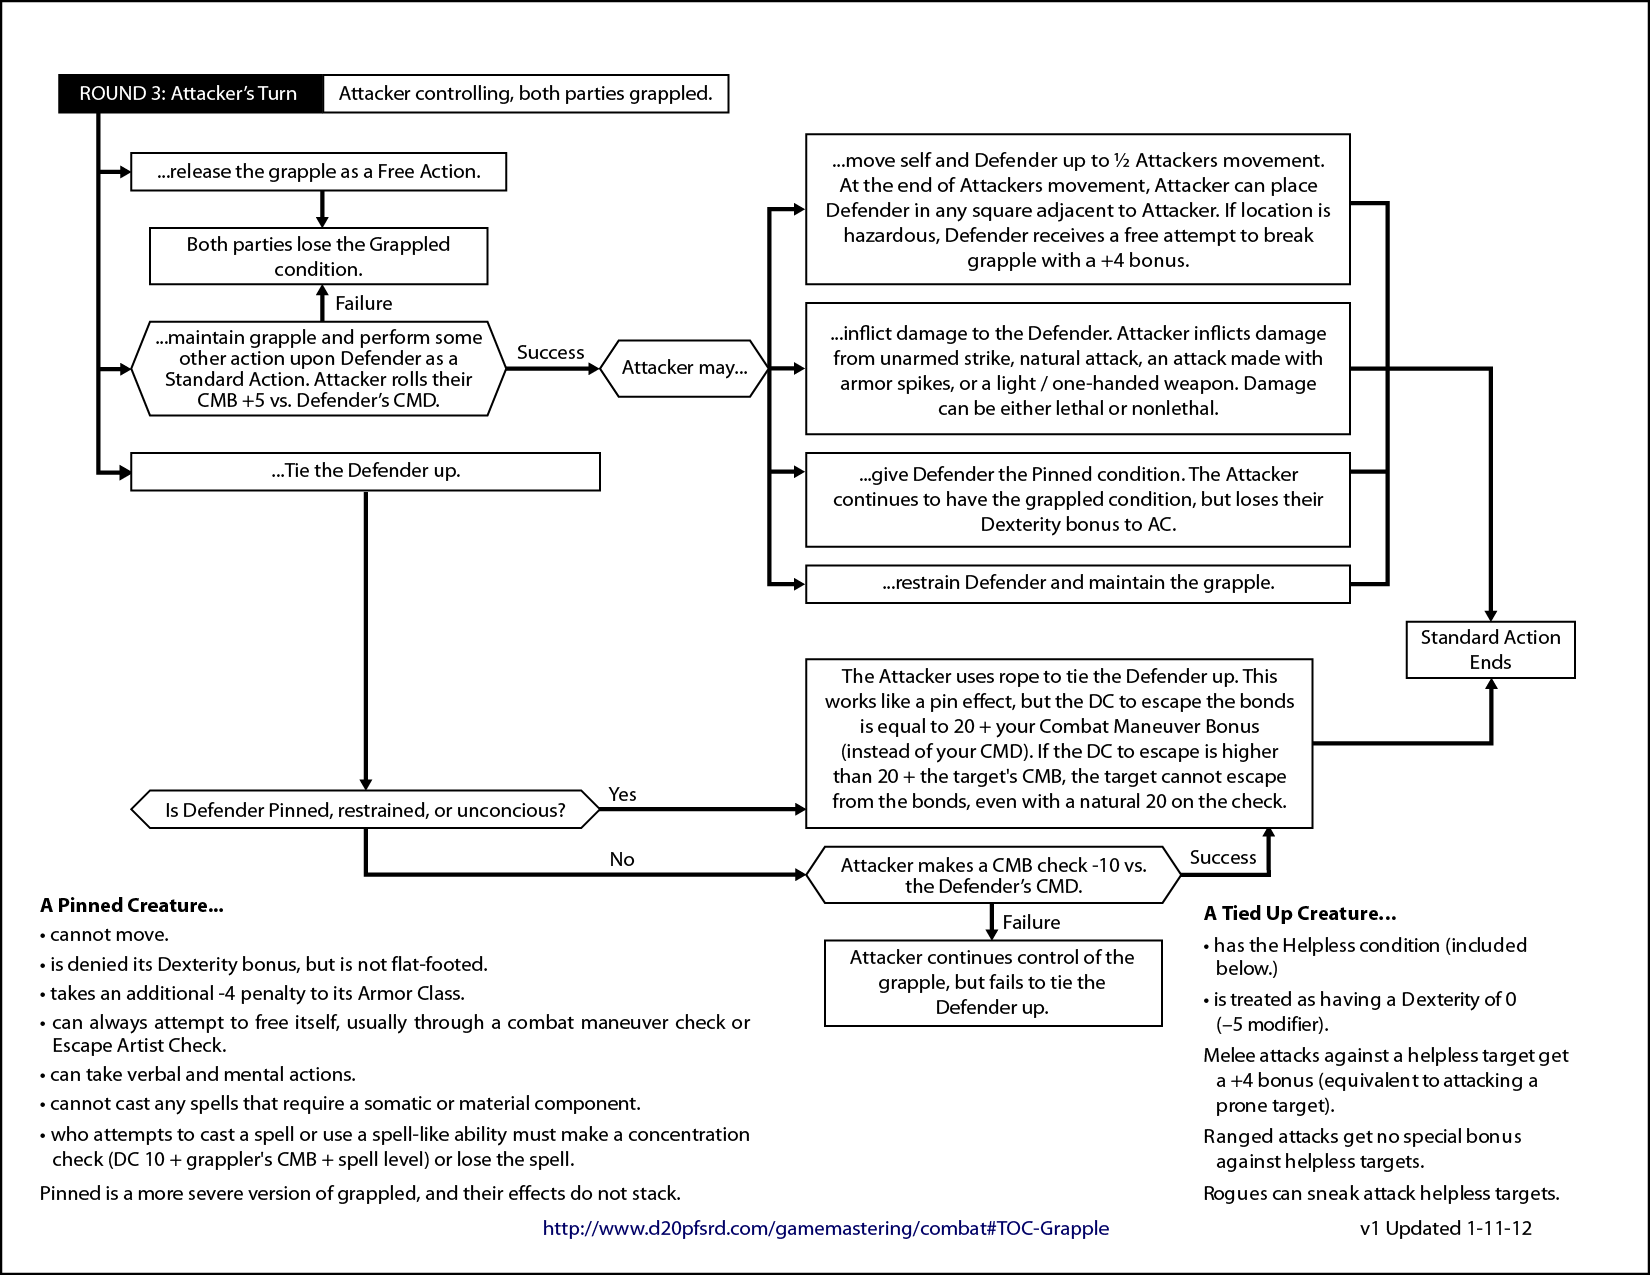 ROUND 3: Attacker's Turn
Attacker controlling, both parties grappled.
...release the grapple as a Free Action.
Both parties lose the Grappled
condition.
Failure
...maintain grapple and perform some
other action upon Defender as a
Standard Action. Attacker rolls their
CMB +5 vs. Defender's CMD.
Success
Attacker may...
...move self and Defender up to ½ Attackers movement.
At the end of Attackers movement, Attacker can place
Defender in any square adjacent to Attacker. If location is
hazardous, Defender receives a free attempt to break
grapple with a +4 bonus.
...inflict damage to the Defender. Attacker inflicts damage
from unarmed strike, natural attack, an attack made with
armor spikes, or a light / one-handed weapon. Damage
can be either lethal or nonlethal.
...give Defender the Pinned condition. The Attacker
continues to have the grappled condition, but loses their
Dexterity bonus to AC.
...restrain Defender and maintain the grapple.
...Tie the Defender up.
Standard Action
Ends
The Attacker uses rope to tie the Defender up. This
works like a pin effect, but the DC to escape the bonds
is equal to 20 + your Combat Maneuver Bonus
(instead of your CMD). If the DC to escape is higher
than 20 + the target's CMB, the target cannot escape
from the bonds, even with a natural 20 on the check.
Is Defender Pinned, restrained, or unconcious?
Yes
No
Attacker makes a CMB check -10 vs.
the Defender's CMD.
Success
Failure
Attacker continues control of the
grapple, but fails to tie the
Defender up.
A Pinned Creature...
• cannot move.
• is denied its Dexterity bonus, but is not flat-footed.
• takes an additional -4 penalty to its Armor Class.
• can always attempt to free itself, usually through a combat maneuver check or
Escape Artist Check.
• can take verbal and mental actions.
• cannot cast any spells that require a somatic or material component.
• who attempts to cast a spell or use a spell-like ability must make a concentration
check (DC 10 + grappler's CMB + spell level) or lose the spell.
Pinned is a more severe version of grappled, and their effects do not stack.
A Tied Up Creature...
• has the Helpless condition (included
below.)
• is treated as having a Dexterity of 0
(–5 modifier).
Melee attacks against a helpless target get
a +4 bonus (equivalent to attacking a
prone target).
Ranged attacks get no special bonus
against helpless targets.
Rogues can sneak attack helpless targets.
http://www.d20pfsrd.com/gamemastering/combat#TOC-Grapple
v1 Updated 1-11-12